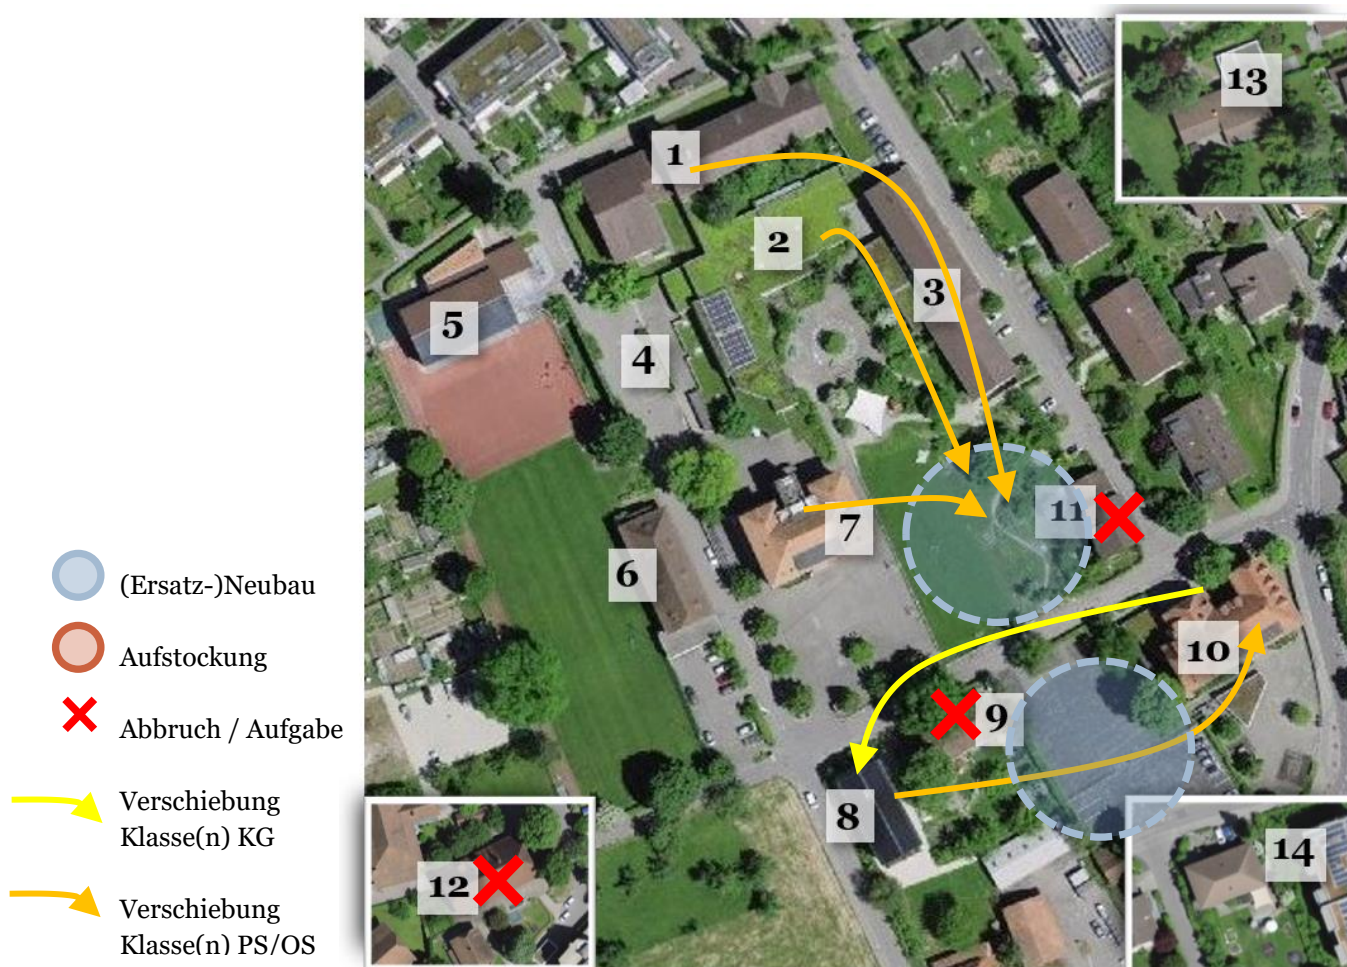 13
1
2
3
5
4
11
7
6
10
9
8
14
12
(Ersatz-)Neubau
Aufstockung
Abbruch / Aufgabe
Verschiebung
Klasse(n) KG
Verschiebung
Klasse(n) PS/OS